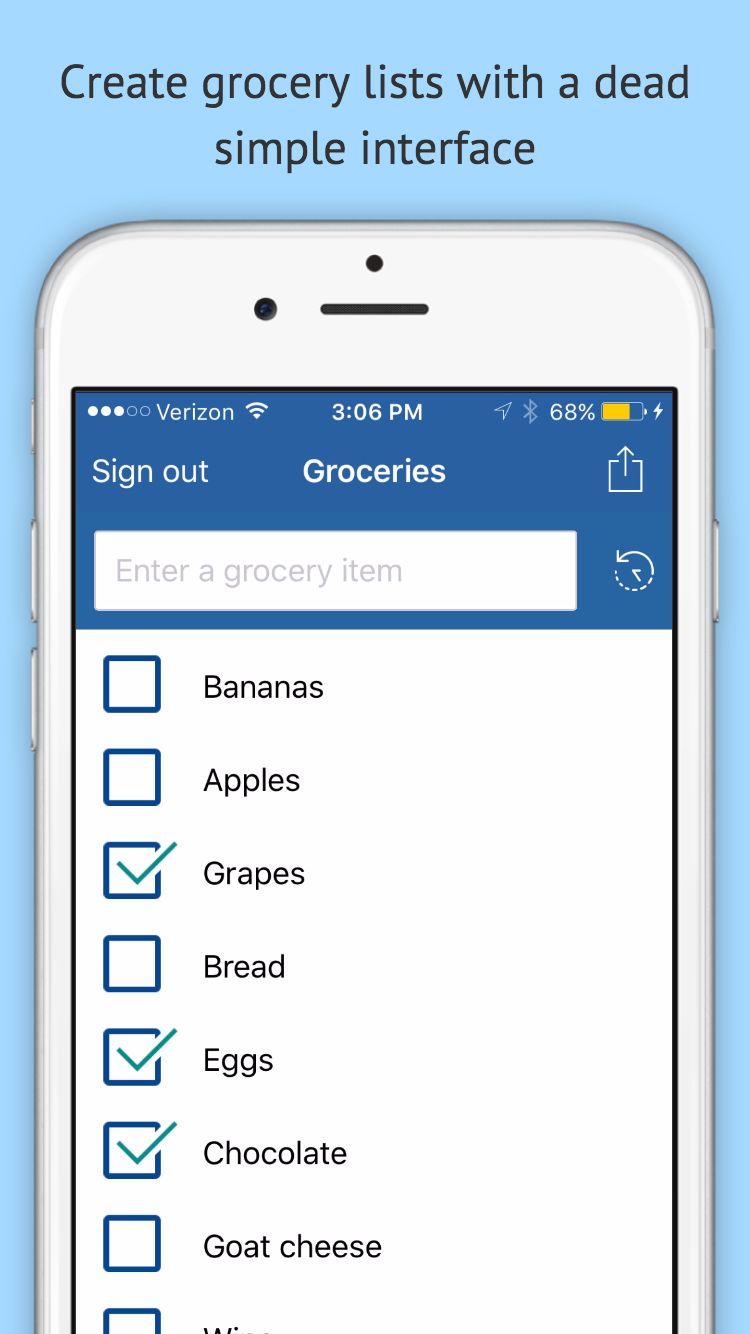 Create grocery lists with a dead
simple interface
Verizon 3:06 PM 68%
Sign out Groceries
Enter a grocery item
Bananas
Apples
Grapes
Bread
Eggs
Chocolate
Goat cheese